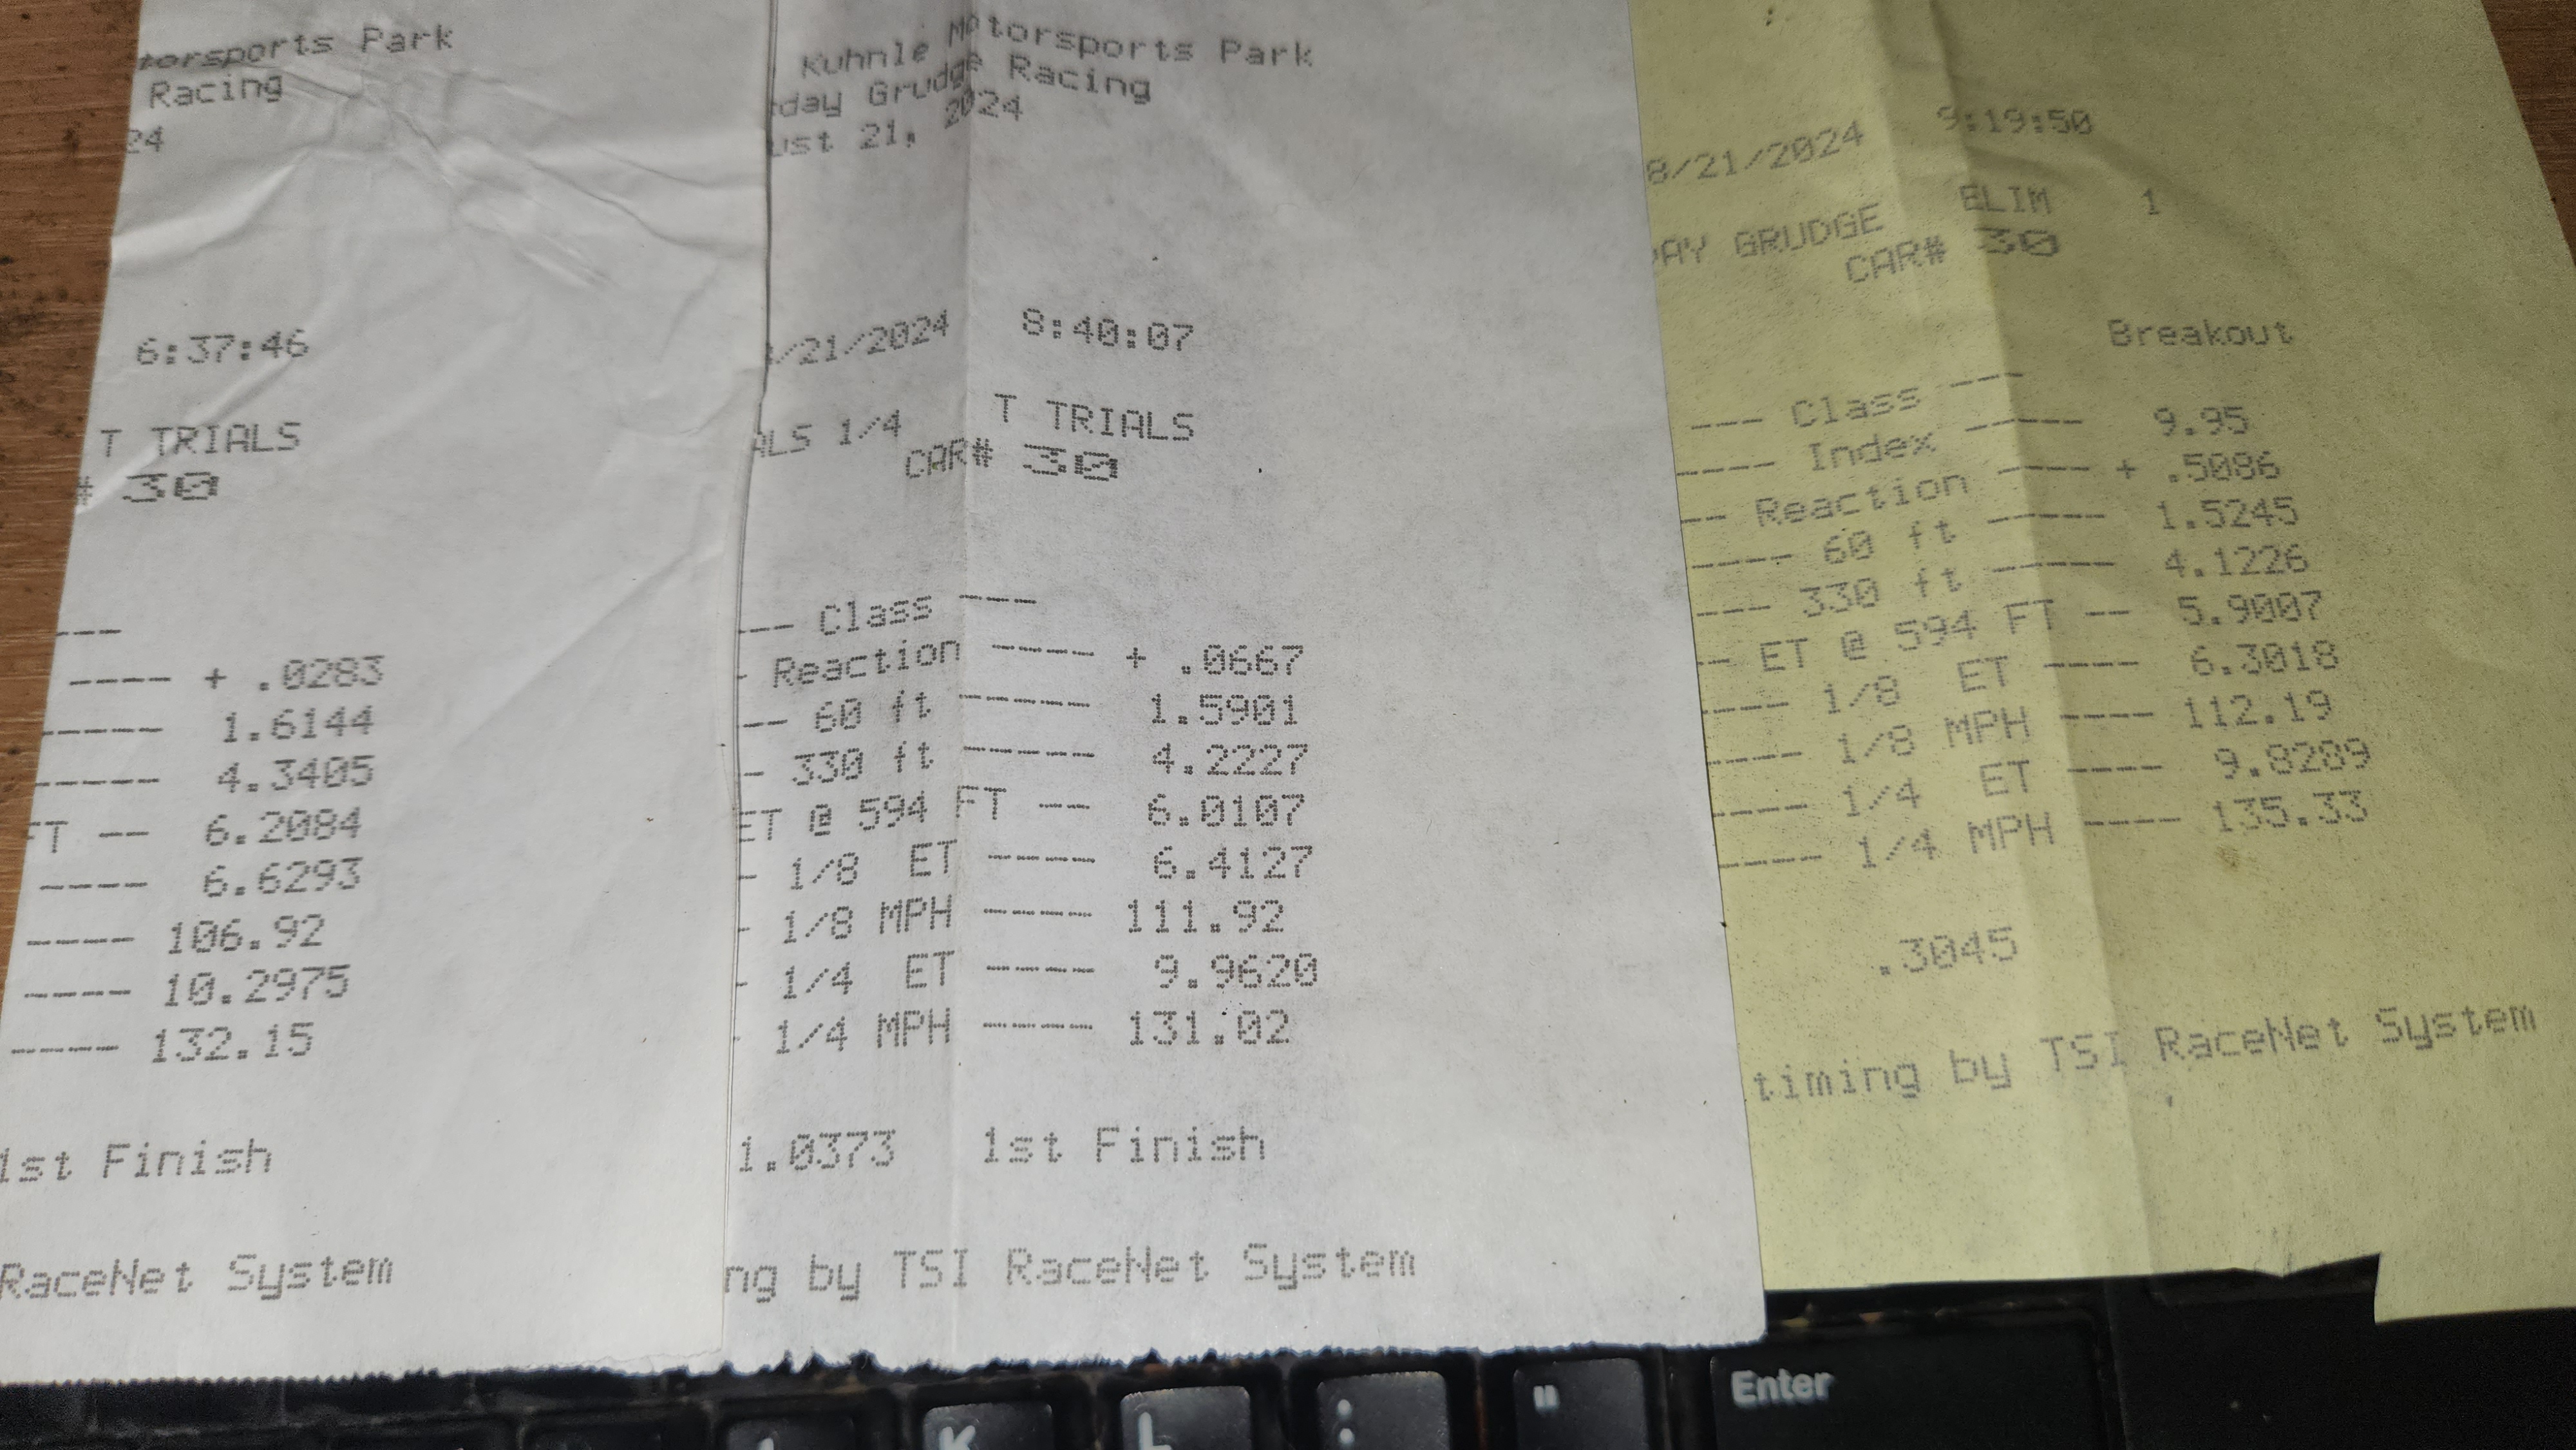 torsports Park
Racing
24
6:37:46
T TRIALS
# 30
---
---- + .0283
----- 1.6144
----- 4.3405
FT -- 6.2084
---- 6.6293
---- 106.92
---- 10.2975
---- 132.15
1st Finish
RaceNet System
Kuhnle Motorsports Park
day Grudge Racing
ust 21, 2024
/21/2024 8:40:07
ALS 1/4 T TRIALS
CAR# 30
--- Class ---
- Reaction ---- + .0667
-- 60 ft ----- 1.5901
- 330 ft ----- 4.2227
ET @ 594 FT -- 6.0107
- 1/8 ET ---- 6.4127
- 1/8 MPH ---- 111.92
- 1/4 ET ---- 9.9620
- 1/4 MPH ---- 131.02
1.0373 1st Finish
ng by TSI RaceNet System
8/21/2024 9:19:50
DAY GRUDGE ELIM 1
CAR# 30
Breakout
--- Class ---
---- Index ----- 9.95
-- Reaction ---- + .5086
---- 60 ft ----- 1.5245
--- 330 ft ----- 4.1226
-- ET @ 594 FT -- 5.9007
---- 1/8 ET ---- 6.3018
---- 1/8 MPH ---- 112.19
---- 1/4 ET ---- 9.8289
----- 1/4 MPH ---- 135.33
.3045
timing by TSI RaceNet System
K
L
:
;
"
Enter